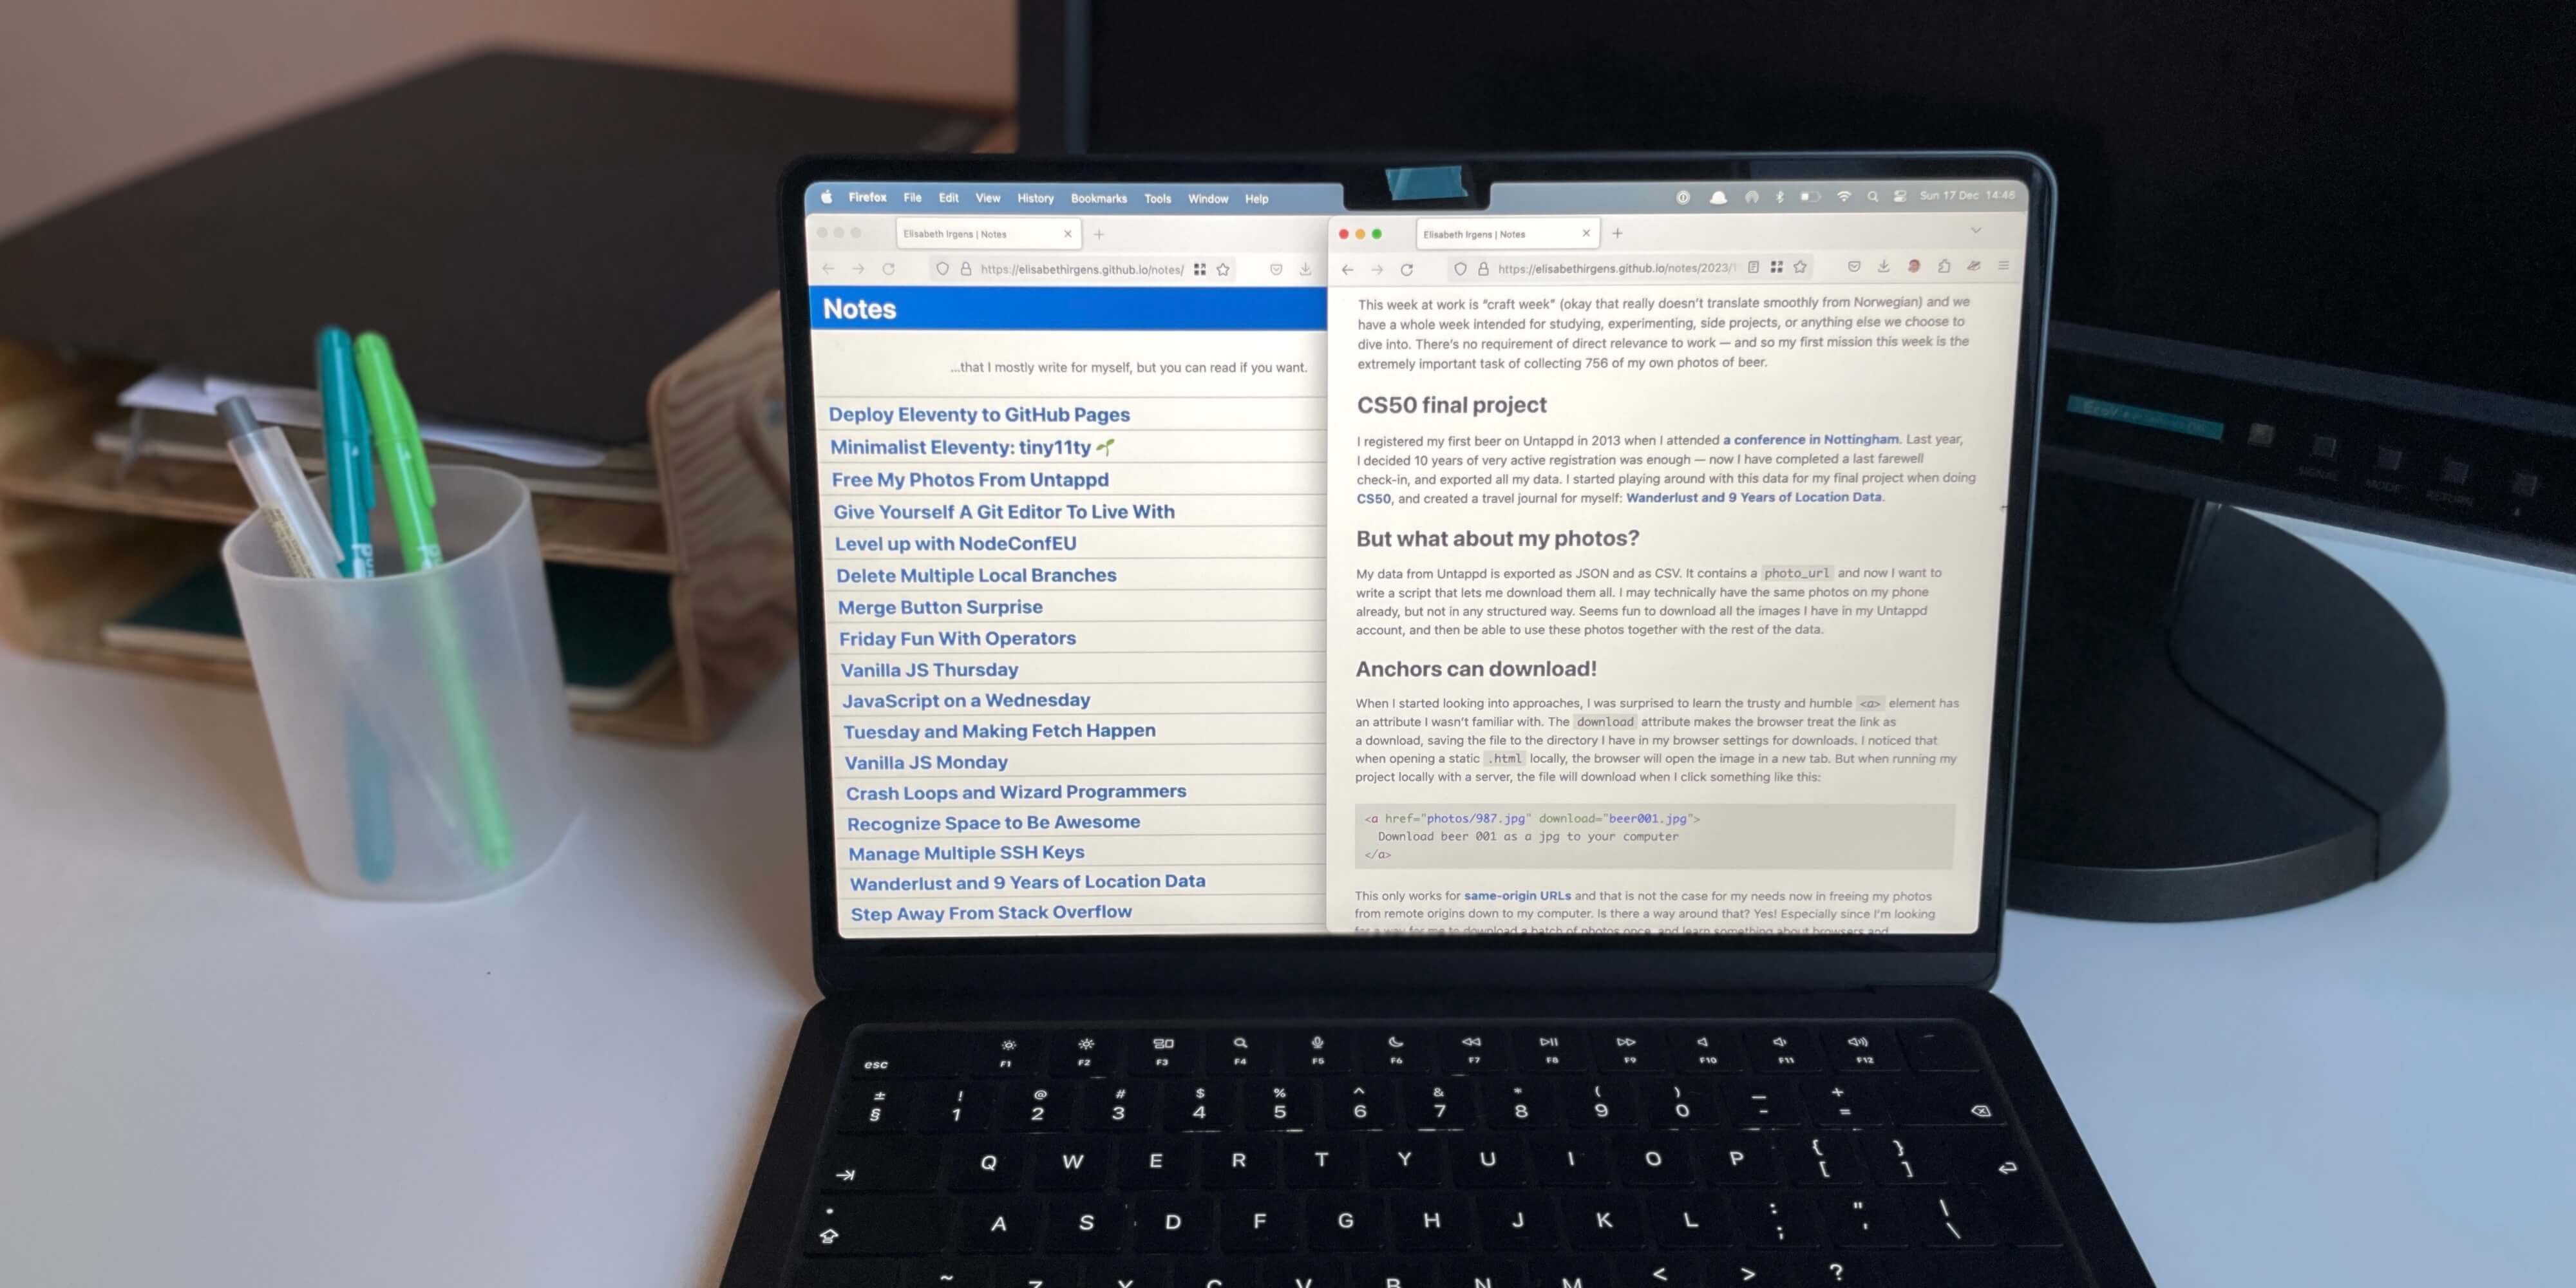 Firefox File Edit View History Bookmarks Tools Window Help
Sun 17 Dec 14:46
Elisabeth Irgens | Notes
https://elisabethirgens.github.io/notes/
Notes
...that I mostly write for myself, but you can read if you want.
Deploy Eleventy to GitHub Pages
Minimalist Eleventy: tiny11ty 🌱
Free My Photos From Untappd
Give Yourself A Git Editor To Live With
Level up with NodeConfEU
Delete Multiple Local Branches
Merge Button Surprise
Friday Fun With Operators
Vanilla JS Thursday
JavaScript on a Wednesday
Tuesday and Making Fetch Happen
Vanilla JS Monday
Crash Loops and Wizard Programmers
Recognize Space to Be Awesome
Manage Multiple SSH Keys
Wanderlust and 9 Years of Location Data
Step Away From Stack Overflow
Elisabeth Irgens | Notes
https://elisabethirgens.github.io/notes/2023/
This week at work is “craft week” (okay that really doesn’t translate smoothly from Norwegian) and we
have a whole week intended for studying, experimenting, side projects, or anything else we choose to
dive into. There’s no requirement of direct relevance to work — and so my first mission this week is the
extremely important task of collecting 756 of my own photos of beer.
CS50 final project
I registered my first beer on Untappd in 2013 when I attended a conference in Nottingham. Last year,
I decided 10 years of very active registration was enough — now I have completed a last farewell
check-in, and exported all my data. I started playing around with this data for my final project when doing
CS50, and created a travel journal for myself: Wanderlust and 9 Years of Location Data.
But what about my photos?
My data from Untappd is exported as JSON and as CSV. It contains a photo_url and now I want to
write a script that lets me download them all. I may technically have the same photos on my phone
already, but not in any structured way. Seems fun to download all the images I have in my Untappd
account, and then be able to use these photos together with the rest of the data.
Anchors can download!
When I started looking into approaches, I was surprised to learn the trusty and humble <a> element has
an attribute I wasn’t familiar with. The download attribute makes the browser treat the link as
a download, saving the file to the directory I have in my browser settings for downloads. I noticed that
when opening a static .html locally, the browser will open the image in a new tab. But when running my
project locally with a server, the file will download when I click something like this:
<a href="photos/987.jpg" download="beer001.jpg">
Download beer 001 as a jpg to your computer
</a>
This only works for same-origin URLs and that is not the case for my needs now in freeing my photos
from remote origins down to my computer. Is there a way around that? Yes! Especially since I’m looking
for a way for me to download a batch of photos once, and learn something about browsers and
esc F1 F2 F3 F4 F5 F6 F7 F8 F9 F10 F11 F12
± ! @ # $ % ^ & * ( ) — +
§ 1 2 3 4 5 6 7 8 9 0 - =
Q W E R T Y U I O P { [ } ]
A S D F G H J K L : ; " ' | \
~ Z X C V B N M < > ?
MODE RETURN